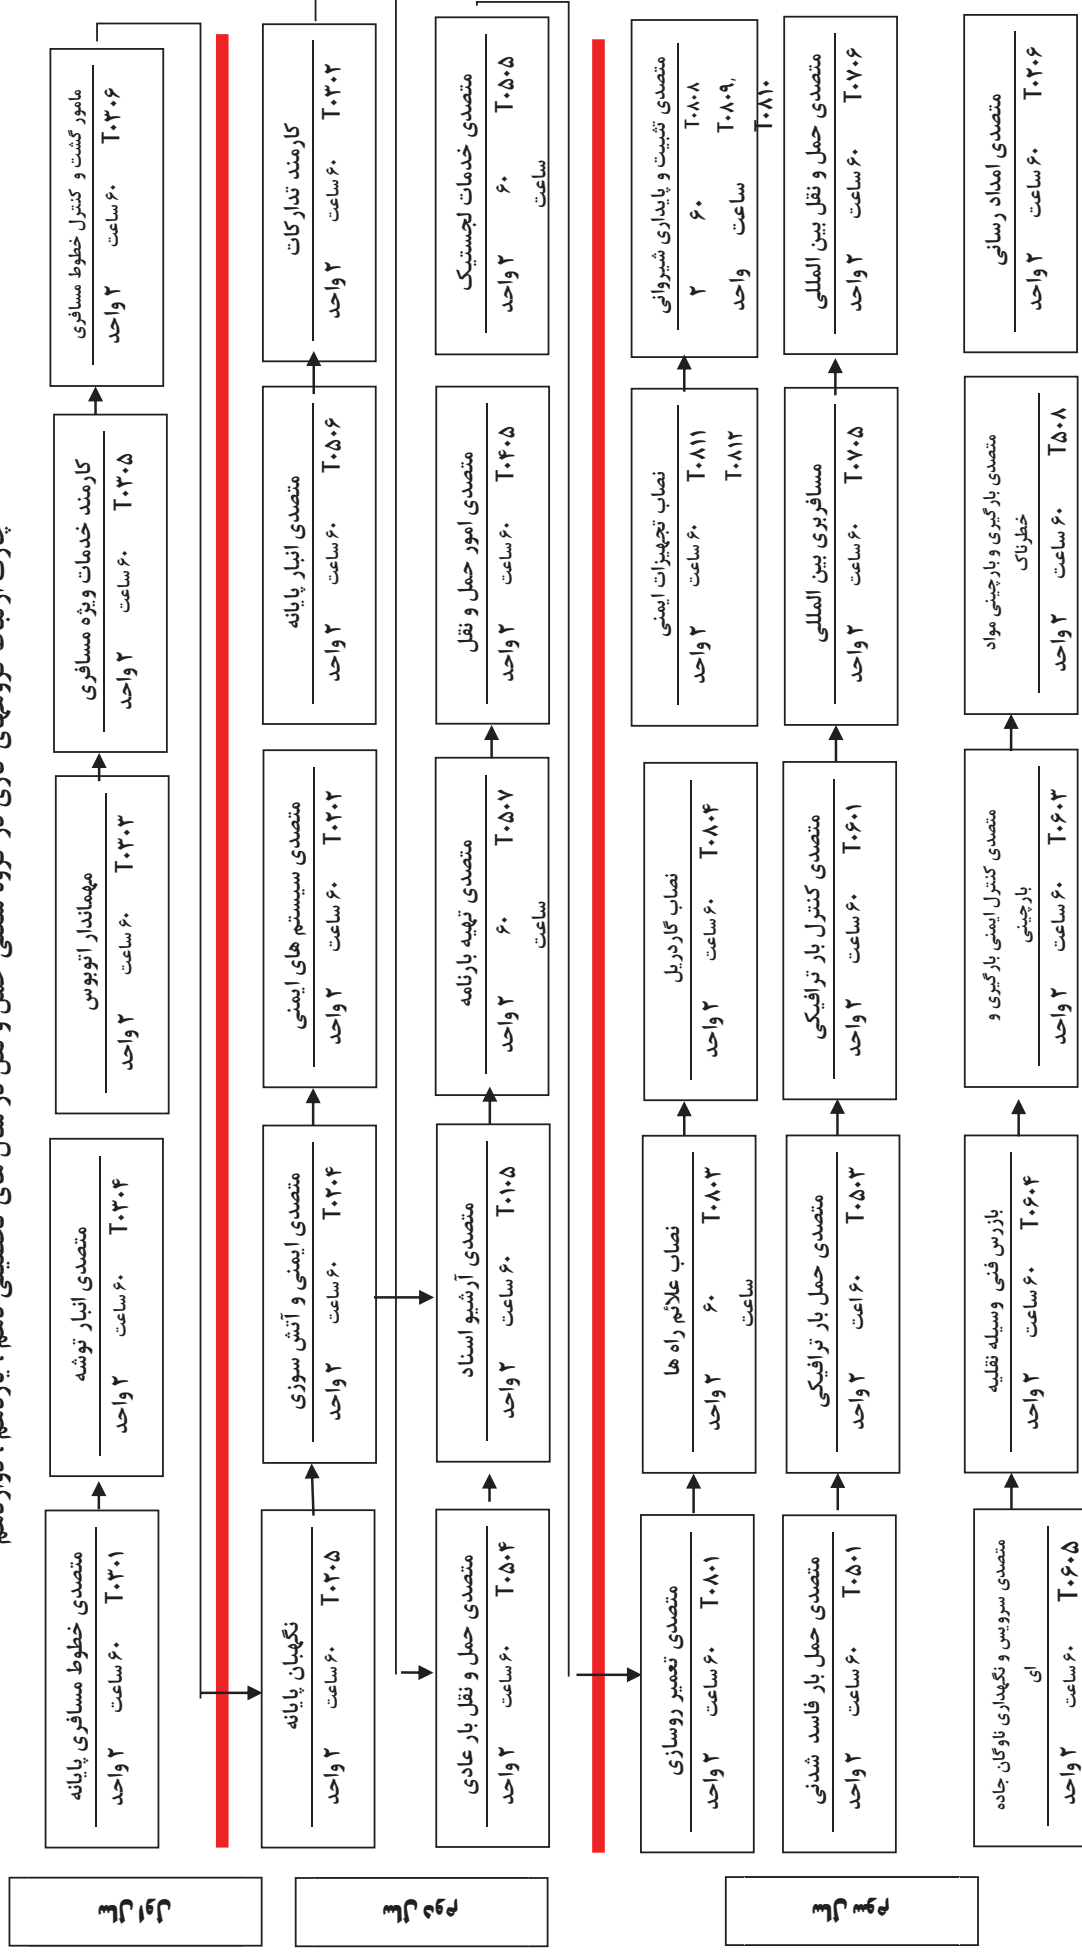 سال اول
متصدی خطوط مسافری پایانه
۲ واحد ۶۰ ساعت T۰۳۰۱
متصدی انبار توشه
۲ واحد ۶۰ ساعت T۰۳۰۴
مهماندار اتوبوس
۲ واحد ۶۰ ساعت T۰۳۰۳
کارمند خدمات ویژه مسافری
۲ واحد ۶۰ ساعت T۰۳۰۵
مامور گشت و کنترل خطوط مسافری
۲ واحد ۶۰ ساعت T۰۳۰۶
سال دوم
نگهبان پایانه
۲ واحد ۶۰ ساعت T۰۲۰۵
متصدی ایمنی و آتش سوزی
۲ واحد ۶۰ ساعت T۰۲۰۴
متصدی سیستم های ایمنی
۲ واحد ۶۰ ساعت T۰۲۰۲
متصدی انبار پایانه
۲ واحد ۶۰ ساعت T۰۵۰۶
کارمند تدارکات
۲ واحد ۶۰ ساعت T۰۳۰۲
متصدی حمل و نقل بار عادی
۲ واحد ۶۰ ساعت T۰۵۰۴
متصدی آرشیو اسناد
۲ واحد ۶۰ ساعت T۰۱۰۵
متصدی تهیه بارنامه
۲ واحد ۶۰ T۰۵۰۷
ساعت
متصدی امور حمل و نقل
۲ واحد ۶۰ ساعت T۰۴۰۵
متصدی خدمات لجستیک
۲ واحد ۶۰ T۰۵۰۵
ساعت
سال سوم
متصدی تعمیر روسازی
۲ واحد ۶۰ ساعت T۰۸۰۱
نصاب علائم راه ها
۲ واحد ۶۰ T۰۸۰۳
ساعت
نصاب گاردریل
۲ واحد ۶۰ ساعت T۰۸۰۴
نصاب تجهیزات ایمنی
۲ واحد ۶۰ ساعت T۰۸۱۱
T۰۸۱۲
متصدی تثبیت و پایداری شیروانی
۲ ۶۰ T۰۸۰۸
واحد ساعت T۰۸۰۹,
T۰۸۱۰
متصدی حمل بار فاسد شدنی
۲ واحد ۶۰ ساعت T۰۵۰۱
متصدی حمل بار ترافیکی
۲ واحد ۶۰ اعت T۰۵۰۳
متصدی کنترل بار ترافیکی
۲ واحد ۶۰ ساعت T۰۶۰۱
مسافربری بین المللی
۲ واحد ۶۰ ساعت T۰۷۰۵
متصدی حمل و نقل بین المللی
۲ واحد ۶۰ ساعت T۰۷۰۶
متصدی سرویس و نگهداری ناوگان جاده
ای
۲ واحد ۶۰ ساعت T۰۶۰۵
بازرس فنی وسیله نقلیه
۲ واحد ۶۰ ساعت T۰۶۰۴
متصدی کنترل ایمنی بارگیری و
بارچینی
۲ واحد ۶۰ ساعت T۰۶۰۳
متصدی بارگیری و بارچینی مواد
خطرناک
۲ واحد ۶۰ ساعت T۵۰۸
متصدی امداد رسانی
۲ واحد ۶۰ ساعت T۰۲۰۶